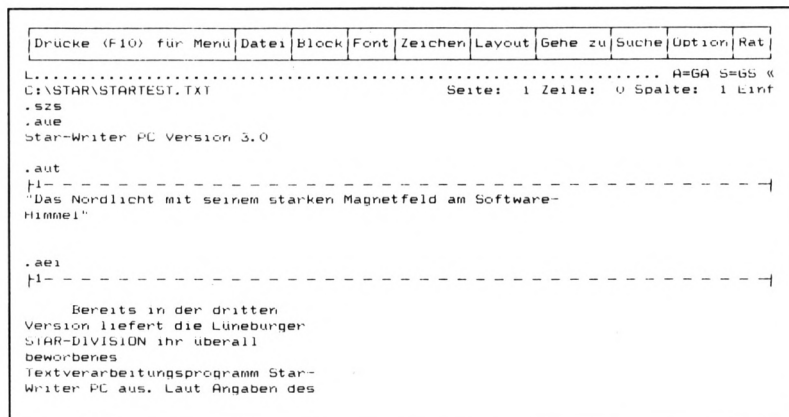 Drücke <F10> für Menü|Datei|Block|Font|Zeichen|Layout|Gehe zu|Suche|Option|Rat
L................................................................ A=GA S=GS «
C:\STAR\STARTEST.TXT Seite: 1 Zeile: 0 Spalte: 1 Einf
.szs
.aue
Star-Writer PC Version 3.0
.aut
1
"Das Nordlicht mit seinem starken Magnetfeld am Software-
Himmel"
.aei
1
Bereits in der dritten
Version liefert die Lüneburger
STAR-DIVISION ihr überall
beworbenes
Textverarbeitungsprogramm Star-
Writer PC aus. Laut Angaben des